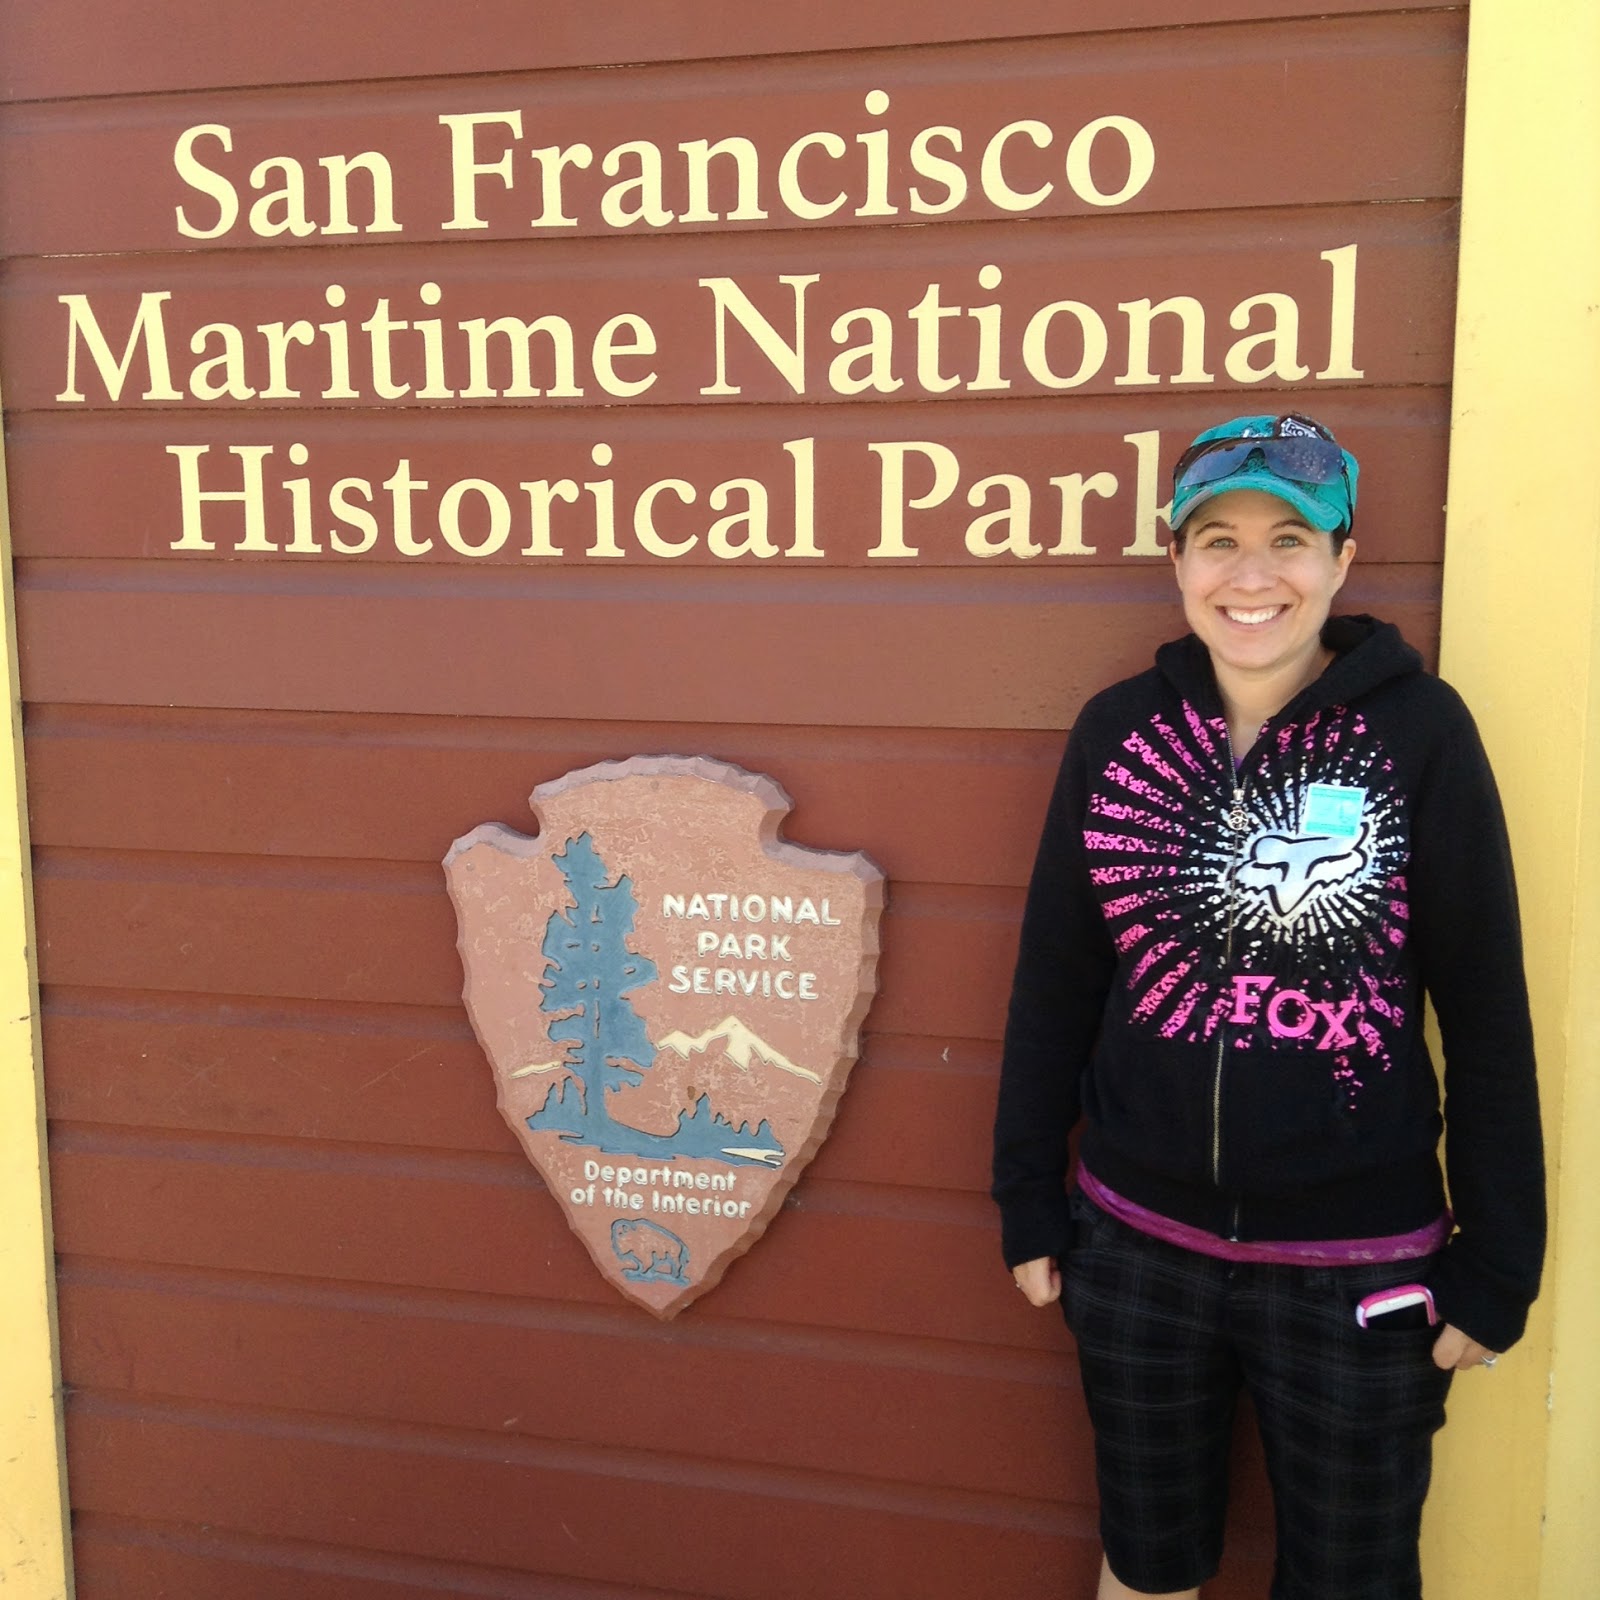 San Francisco
Maritime National
Historical Park
NATIONAL
PARK
SERVICE
Department
of the Interior
FOX